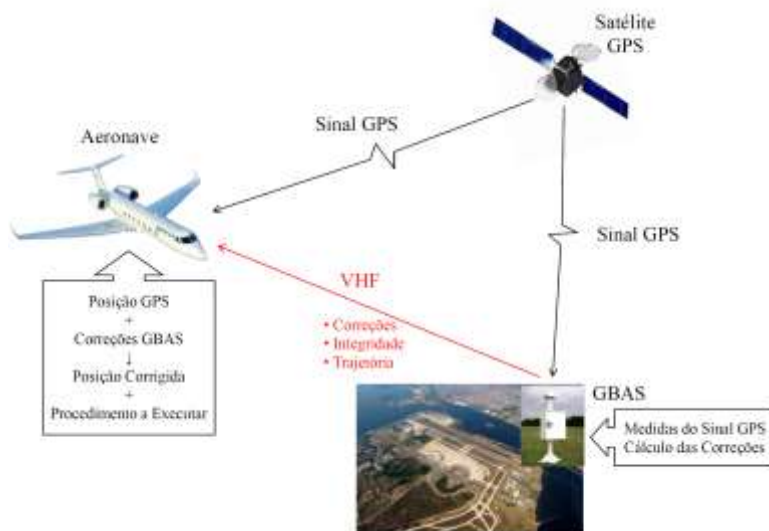 Satélite
GPS
Sinal GPS
Aeronave
Sinal GPS
VHF
• Correções
• Integridade
• Trajetória
Posição GPS
+
Correções GBAS
↓
Posição Corrigida
+
Procedimento a Executar
GBAS
Medidas do Sinal GPS
Cálculo das Correções